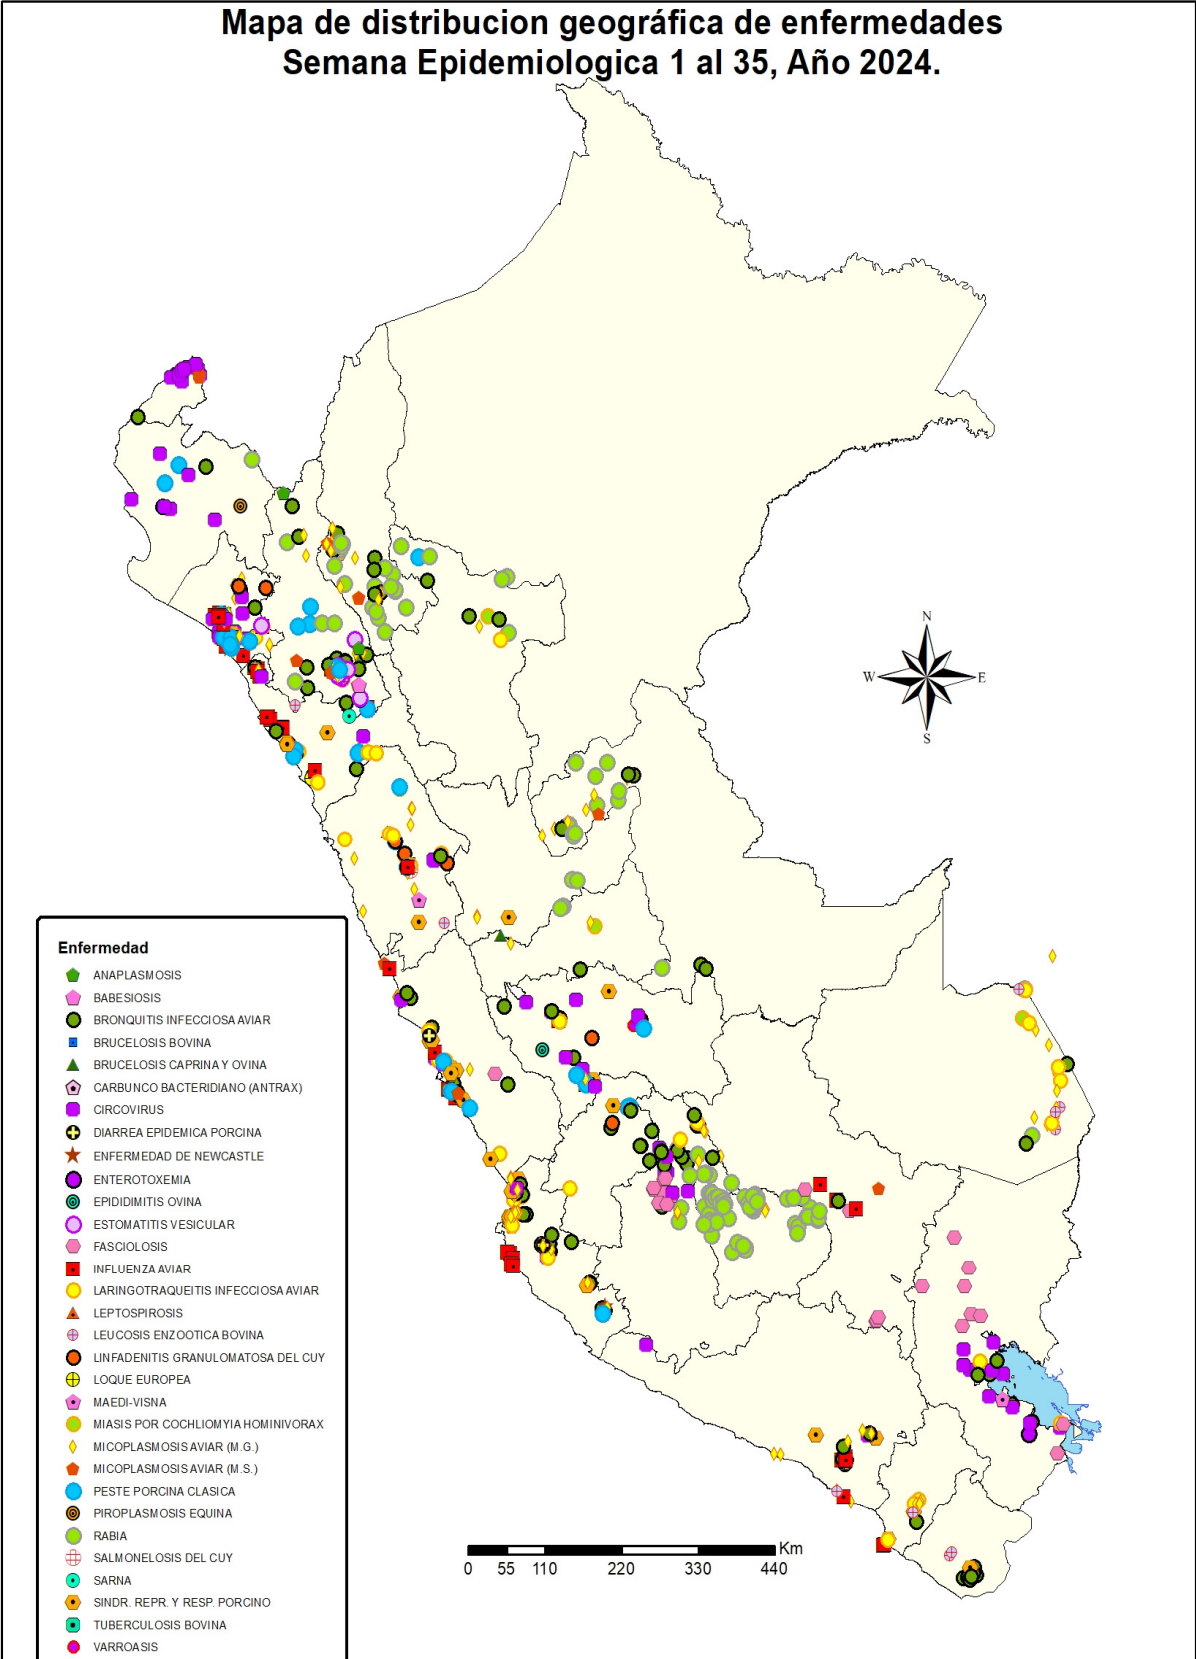 Mapa de distribucion geográfica de enfermedades
Semana Epidemiologica 1 al 35, Año 2024.
N
W
E
S
Enfermedad
ANAPLASMOSIS
BABESIOSIS
BRONQUITIS INFECCIOSA AVIAR
BRUCELOSIS BOVINA
BRUCELOSIS CAPRINA Y OVINA
CARBUNCO BACTERIDIANO (ANTRAX)
CIRCOVIRUS
DIARREA EPIDEMICA PORCINA
ENFERMEDAD DE NEWCASTLE
ENTEROTOXEMIA
EPIDIDIMITIS OVINA
ESTOMATITIS VESICULAR
FASCIOLOSIS
INFLUENZA AVIAR
LARINGOTRAQUEITIS INFECCIOSA AVIAR
LEPTOSPIROSIS
LEUCOSIS ENZOOTICA BOVINA
LINFADENITIS GRANULOMATOSA DEL CUY
LOQUE EUROPEA
MAEDI-VISNA
MIASIS POR COCHLIOMYIA HOMINIVORAX
MICOPLASMOSIS AVIAR (M.G.)
MICOPLASMOSIS AVIAR (M.S.)
PESTE PORCINA CLASICA
PIROPLASMOSIS EQUINA
RABIA
SALMONELOSIS DEL CUY
SARNA
SINDR. REPR. Y RESP. PORCINO
TUBERCULOSIS BOVINA
VARROASIS
Km
0 55 110 220 330 440